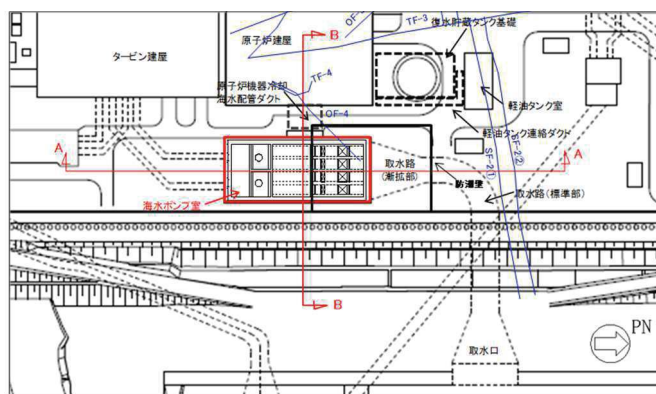 B
OF-5
TF-3
復水貯蔵タンク基礎
タービン建屋
原子炉建屋
原子炉機器冷却
海水配管ダクト
TF-4
OF-4
軽油タンク室
軽油タンク連絡ダクト
A
取水路
(漸拡部)
防潮壁
SF-2(1)
SF-2(2)
A
取水路(標準部)
海水ポンプ室
B
PN
取水口